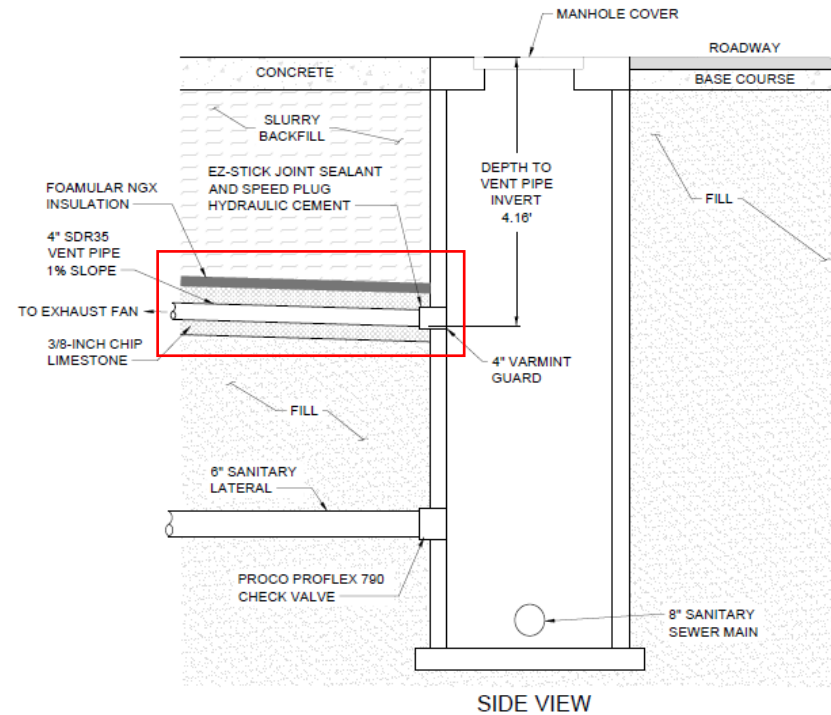 MANHOLE COVER
ROADWAY
CONCRETE
BASE COURSE
SLURRY
BACKFILL
EZ-STICK JOINT SEALANT
AND SPEED PLUG
HYDRAULIC CEMENT
DEPTH TO
VENT PIPE
INVERT
4.16'
FOAMULAR NGX
INSULATION
FILL
4" SDR35
VENT PIPE
1% SLOPE
TO EXHAUST FAN
3/8-INCH CHIP
LIMESTONE
4" VARMINT
GUARD
FILL
6" SANITARY
LATERAL
PROCO PROFLEX 790
CHECK VALVE
8" SANITARY
SEWER MAIN
SIDE VIEW